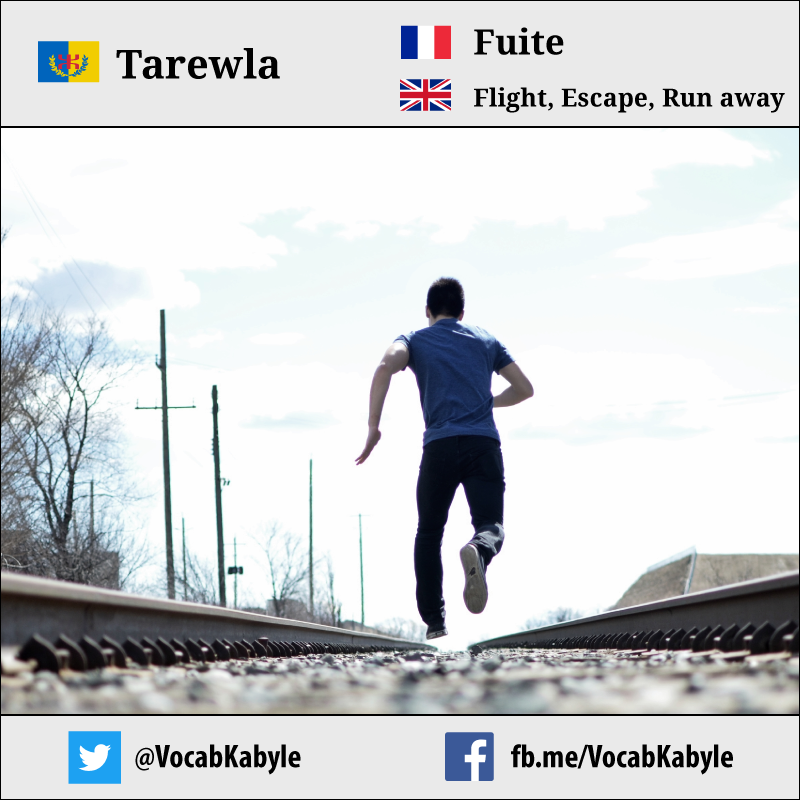 Tarewla
Fuite
Flight, Escape, Run away
@VocabKabyle
fb.me/VocabKabyle